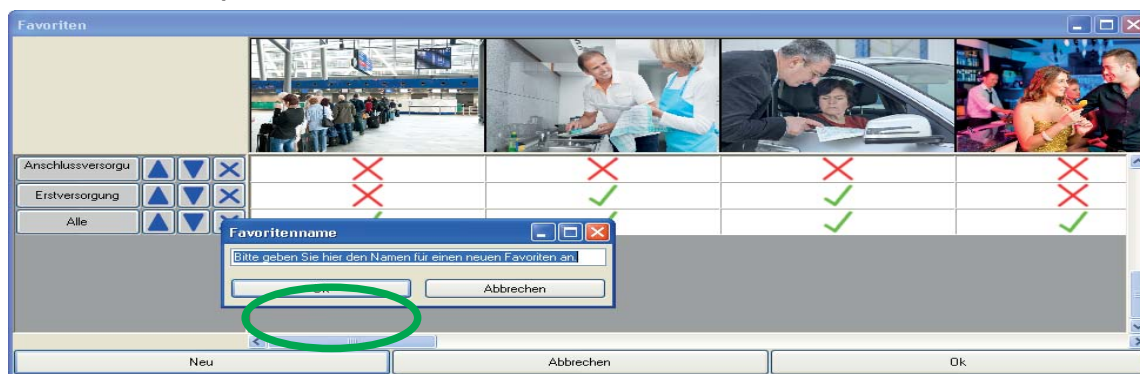 Favoriten
Anschlussversorgu
Erstversorgung
Alle
Favoritenname
Bitte geben Sie hier den Namen für einen neuen Favoriten an.
Abbrechen
Neu
Abbrechen
Ok